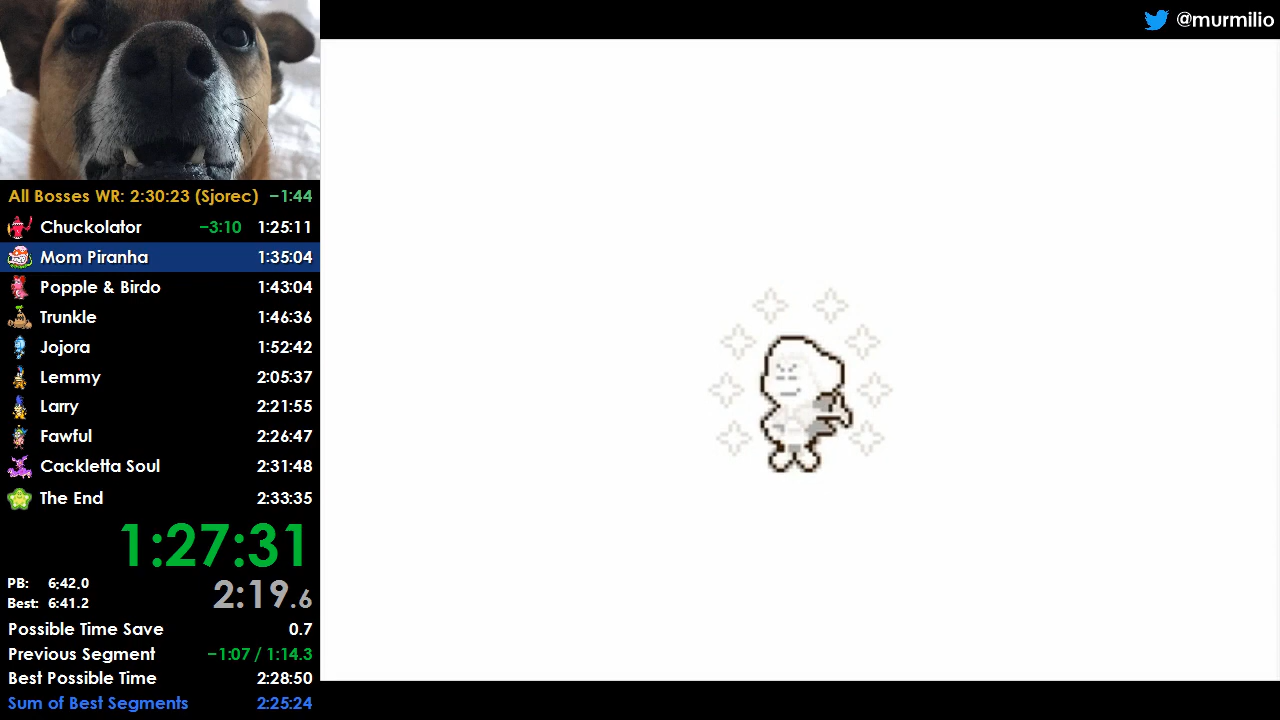 @murmilio
All Bosses WR: 2:30:23 (Sjorec) −1:44
Chuckolator −3:10 1:25:11
Mom Piranha 1:35:04
Popple & Birdo 1:43:04
Trunkle 1:46:36
Jojora 1:52:42
Lemmy 2:05:37
Larry 2:21:55
Fawful 2:26:47
Cackletta Soul 2:31:48
The End 2:33:35
1:27:31
PB: 6:42.0
Best: 6:41.2
2:19.6
Possible Time Save 0.7
Previous Segment −1:07 / 1:14.3
Best Possible Time 2:28:50
Sum of Best Segments 2:25:24